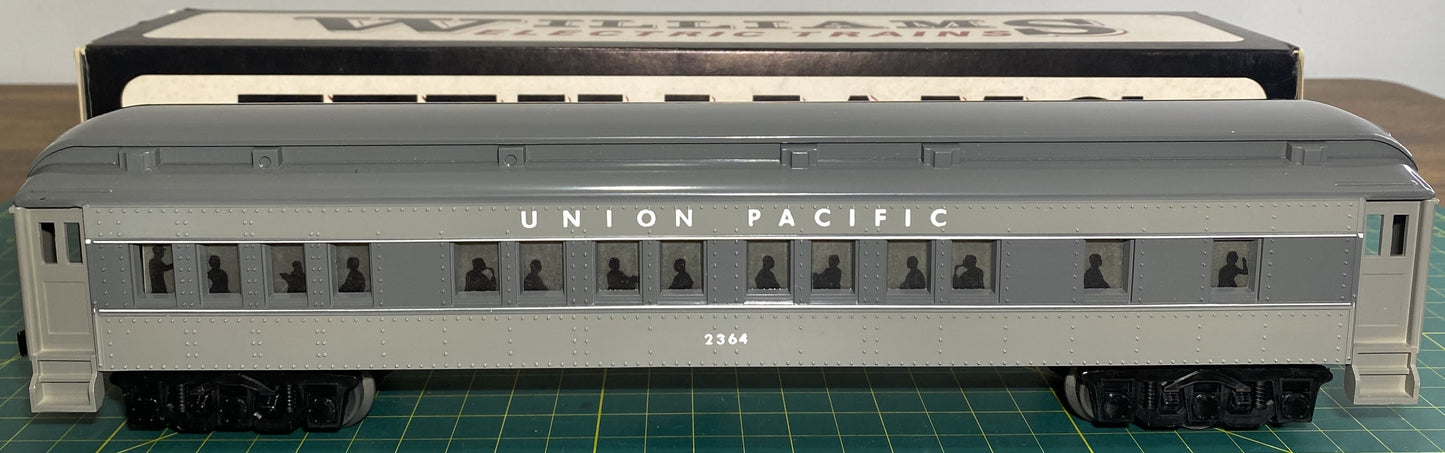 WILLIAMS
ELECTRIC TRAINS
UNION PACIFIC
2364